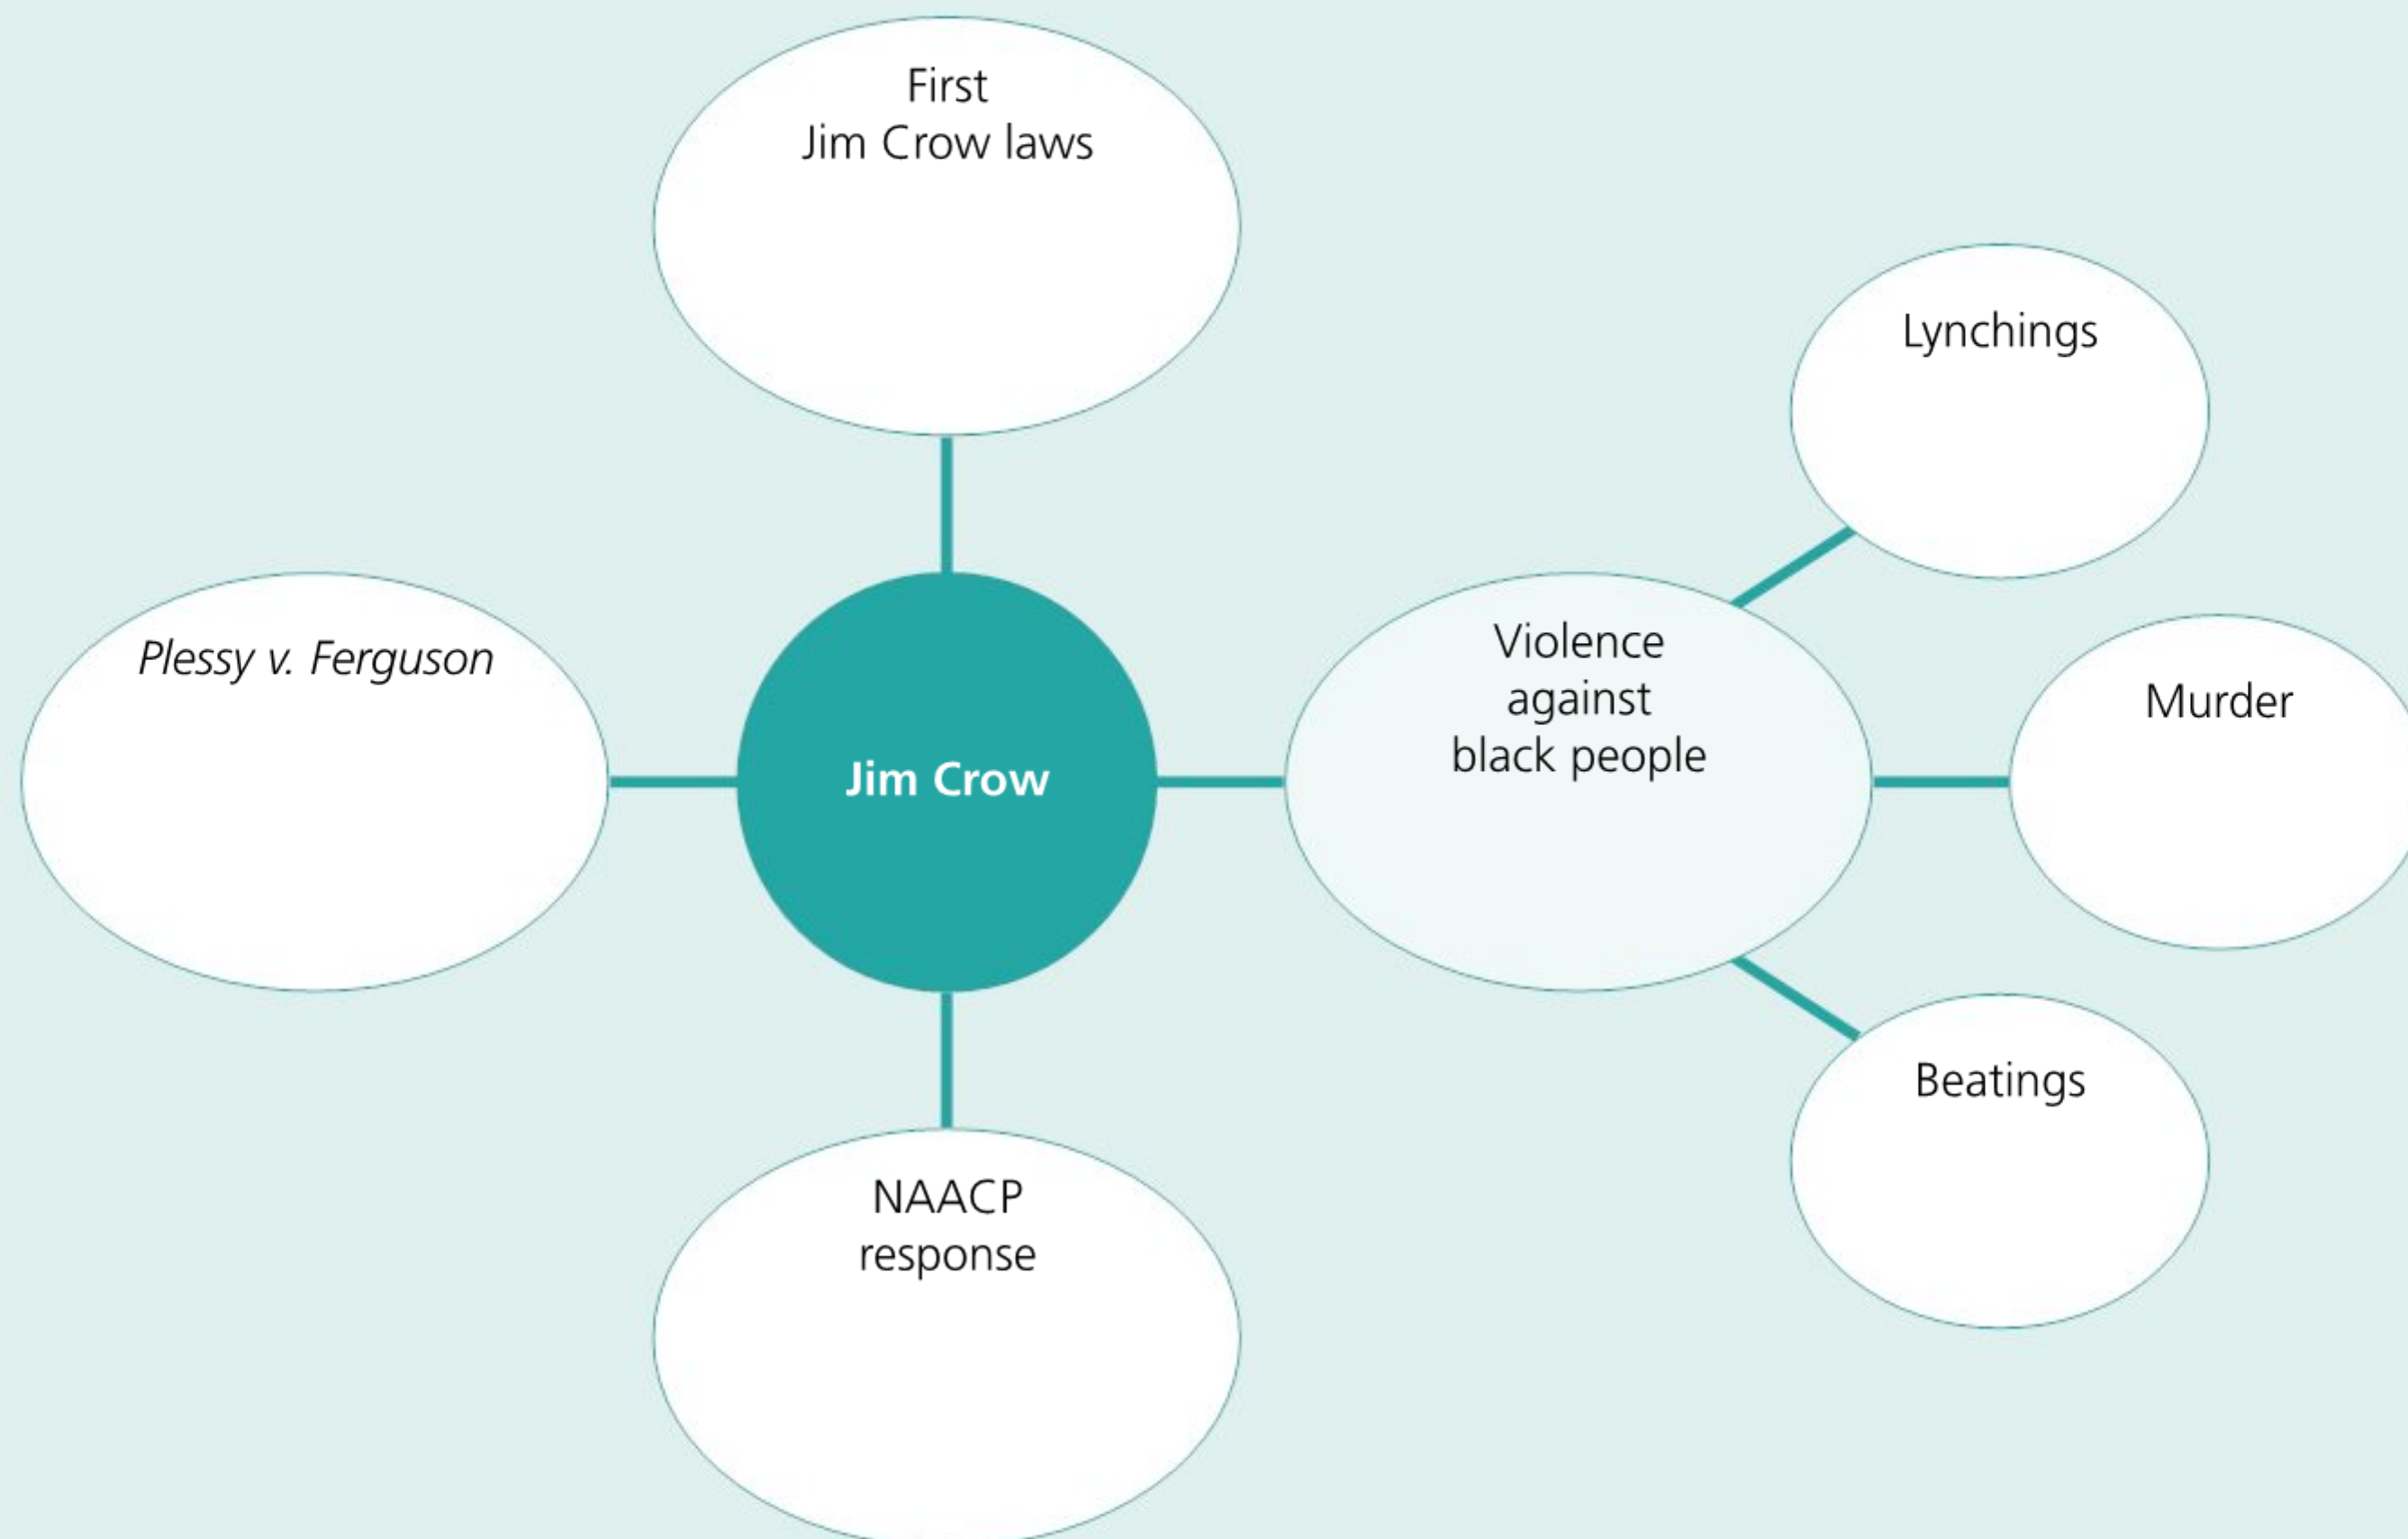 First
Jim Crow laws
Lynchings
Violence
against
black people
Plessy v. Ferguson
Murder
Jim Crow
Beatings
NAACP
response